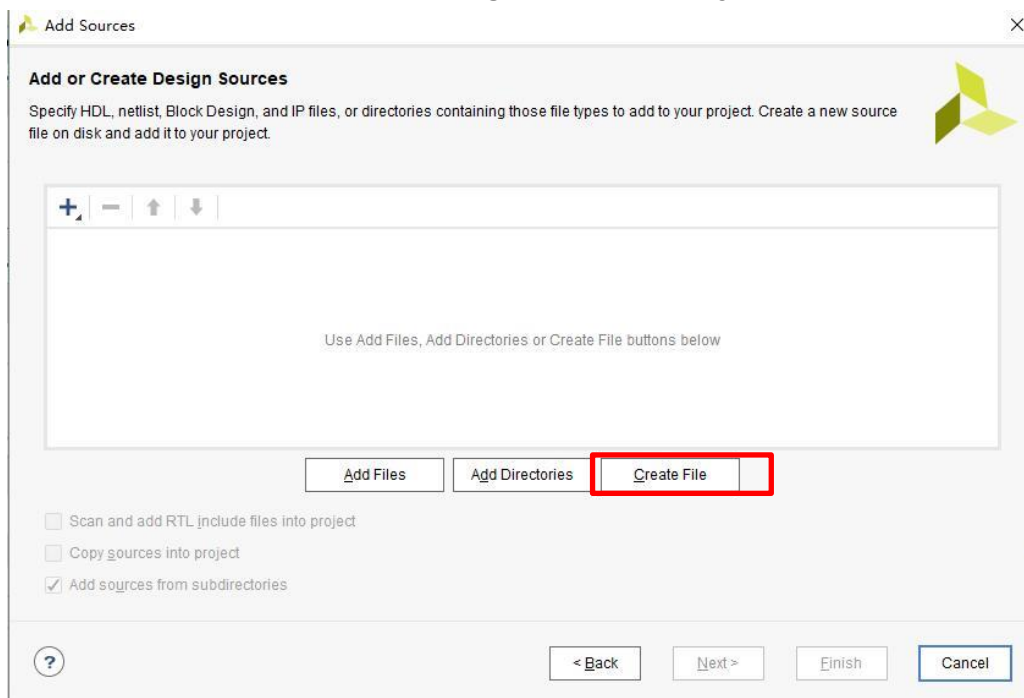 Add Sources
Add or Create Design Sources
Specify HDL, netlist, Block Design, and IP files, or directories containing those file types to add to your project. Create a new source
file on disk and add it to your project.
Use Add Files, Add Directories or Create File buttons below
Add Files
Add Directories
Create File
Scan and add RTL include files into project
Copy sources into project
Add sources from subdirectories
?
< Back
Next >
Finish
Cancel